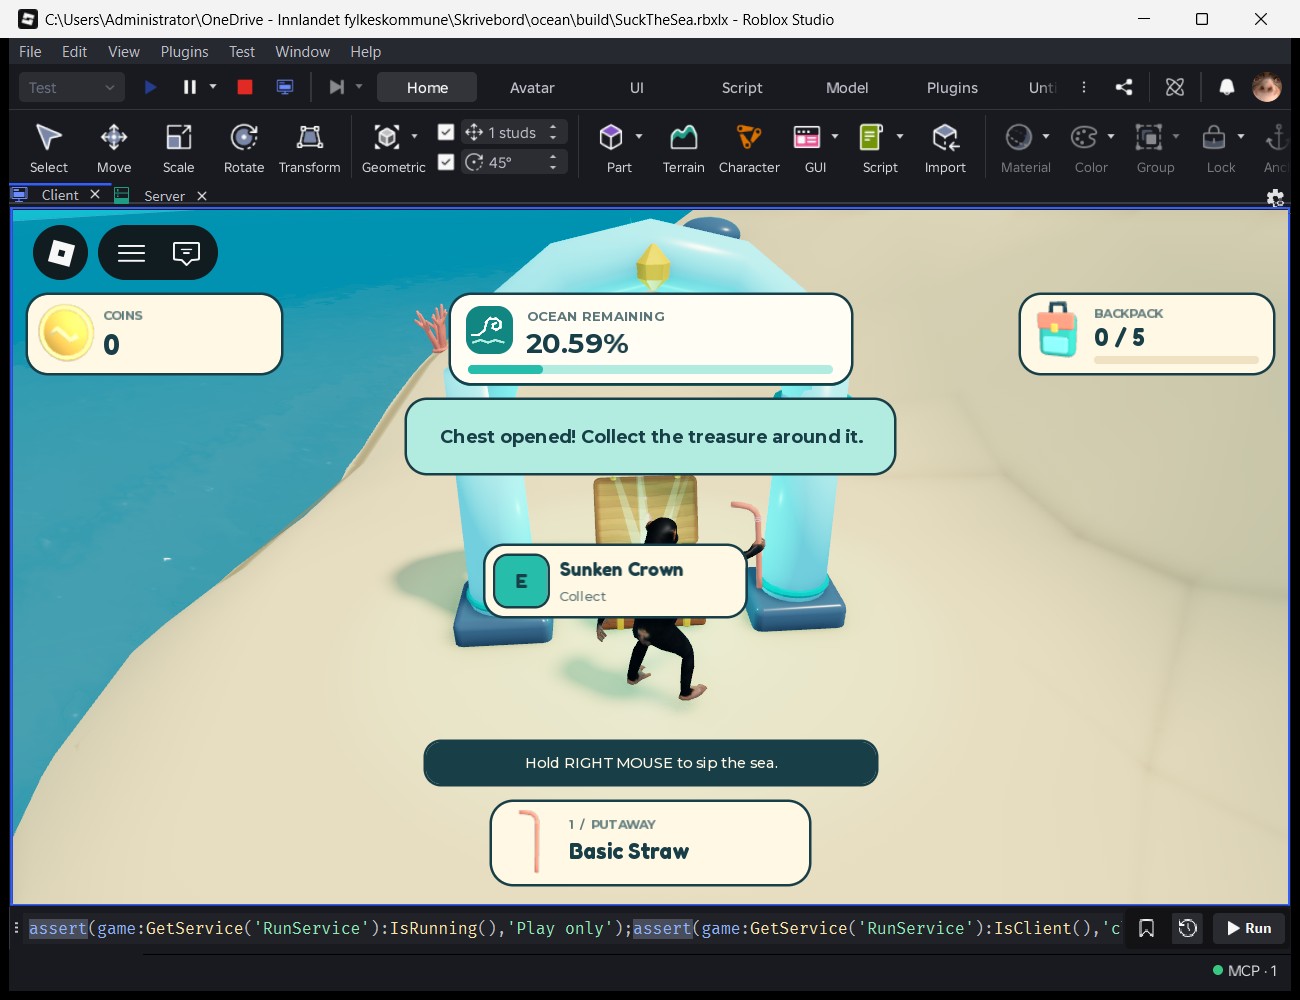 C:\Users\Administrator\OneDrive - Innlandet fylkeskommune\Skrivebord\ocean\build\SuckTheSea.rbxlx - Roblox Studio
File Edit View Plugins Test Window Help
Test Home Avatar UI Script Model Plugins Unti
1 studs
45°
Select Move Scale Rotate Transform Geometric Part Terrain Character GUI Script Import Material Color Group Lock Anc
Client Server
COINS
0
OCEAN REMAINING
20.59%
BACKPACK
0 / 5
Chest opened! Collect the treasure around it.
E
Sunken Crown
Collect
Hold RIGHT MOUSE to sip the sea.
1 / PUT AWAY
Basic Straw
assert(game:GetService('RunService'):IsRunning(),'Play only');assert(game:GetService('RunService'):IsClient(),'c
Run
MCP · 1